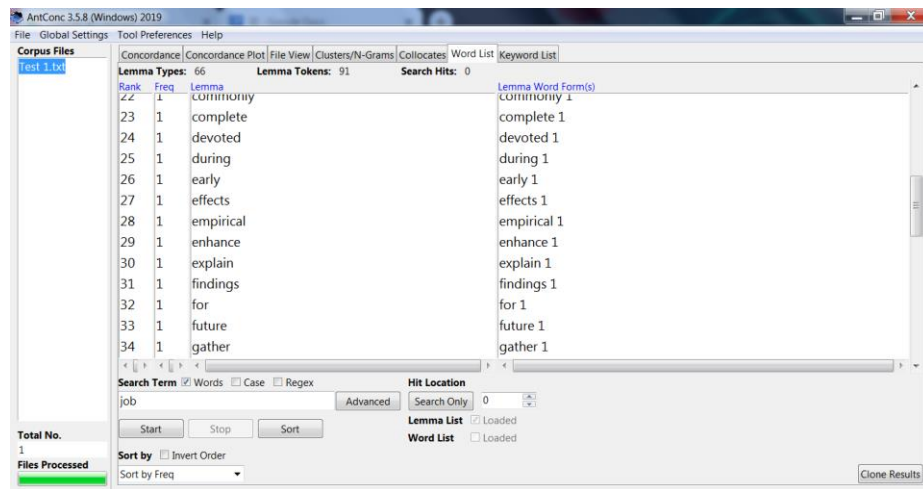 AntConc 3.5.8 (Windows) 2019
File Global Settings Tool Preferences Help
Corpus Files
Test 1.txt
Concordance Concordance Plot File View Clusters/N-Grams Collocates Word List Keyword List
Lemma Types: 66 Lemma Tokens: 91 Search Hits: 0
Rank Freq Lemma Lemma Word Form(s)
22 1 commonly commonly 1
23 1 complete complete 1
24 1 devoted devoted 1
25 1 during during 1
26 1 early early 1
27 1 effects effects 1
28 1 empirical empirical 1
29 1 enhance enhance 1
30 1 explain explain 1
31 1 findings findings 1
32 1 for for 1
33 1 future future 1
34 1 gather gather 1
Search Term Words Case Regex Hit Location
job Advanced Search Only 0
Start Stop Sort
Lemma List Loaded
Word List Loaded
Total No.
1
Files Processed
Sort by Invert Order
Sort by Freq Clone Results